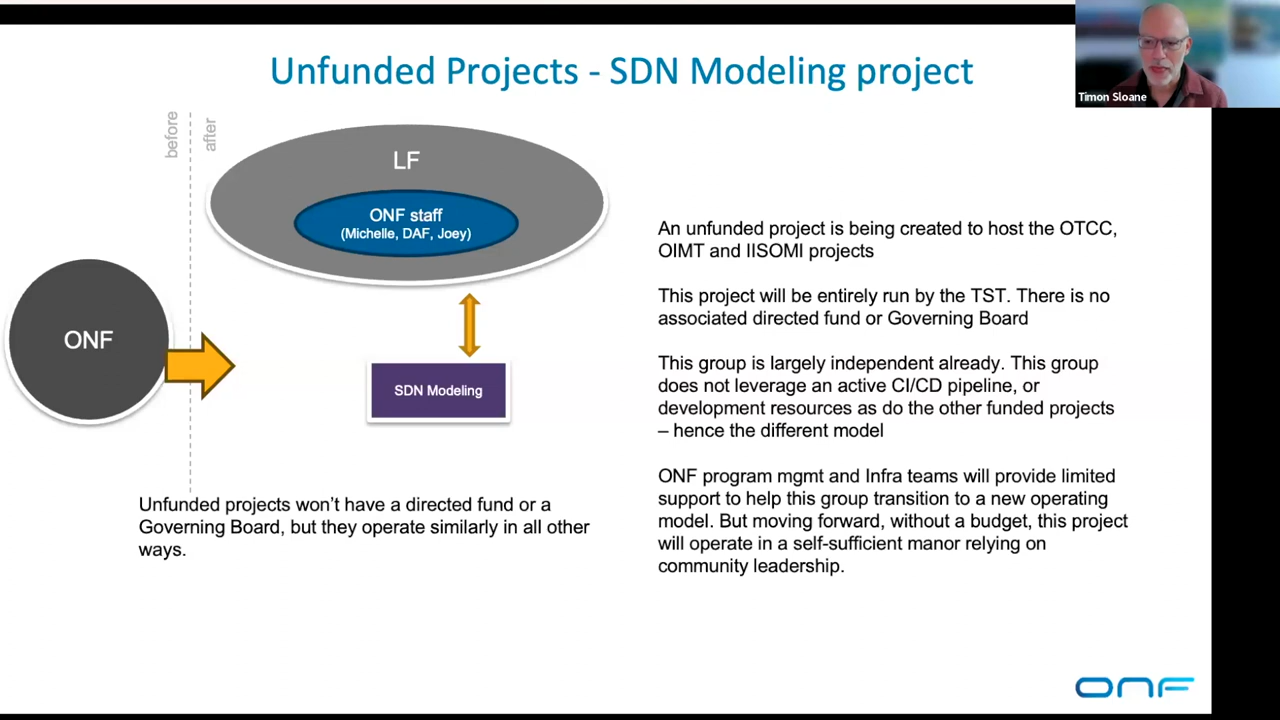 Unfunded Projects - SDN Modeling project
Timon Sloane
before
after
LF
ONF staff
(Michelle, DAF, Joey)
ONF
SDN Modeling
Unfunded projects won’t have a directed fund or a
Governing Board, but they operate similarly in all other
ways.
An unfunded project is being created to host the OTCC,
OIMT and IISOMI projects
This project will be entirely run by the TST. There is no
associated directed fund or Governing Board
This group is largely independent already. This group
does not leverage an active CI/CD pipeline, or
development resources as do the other funded projects
– hence the different model
ONF program mgmt and Infra teams will provide limited
support to help this group transition to a new operating
model. But moving forward, without a budget, this project
will operate in a self-sufficient manor relying on
community leadership.
ONF